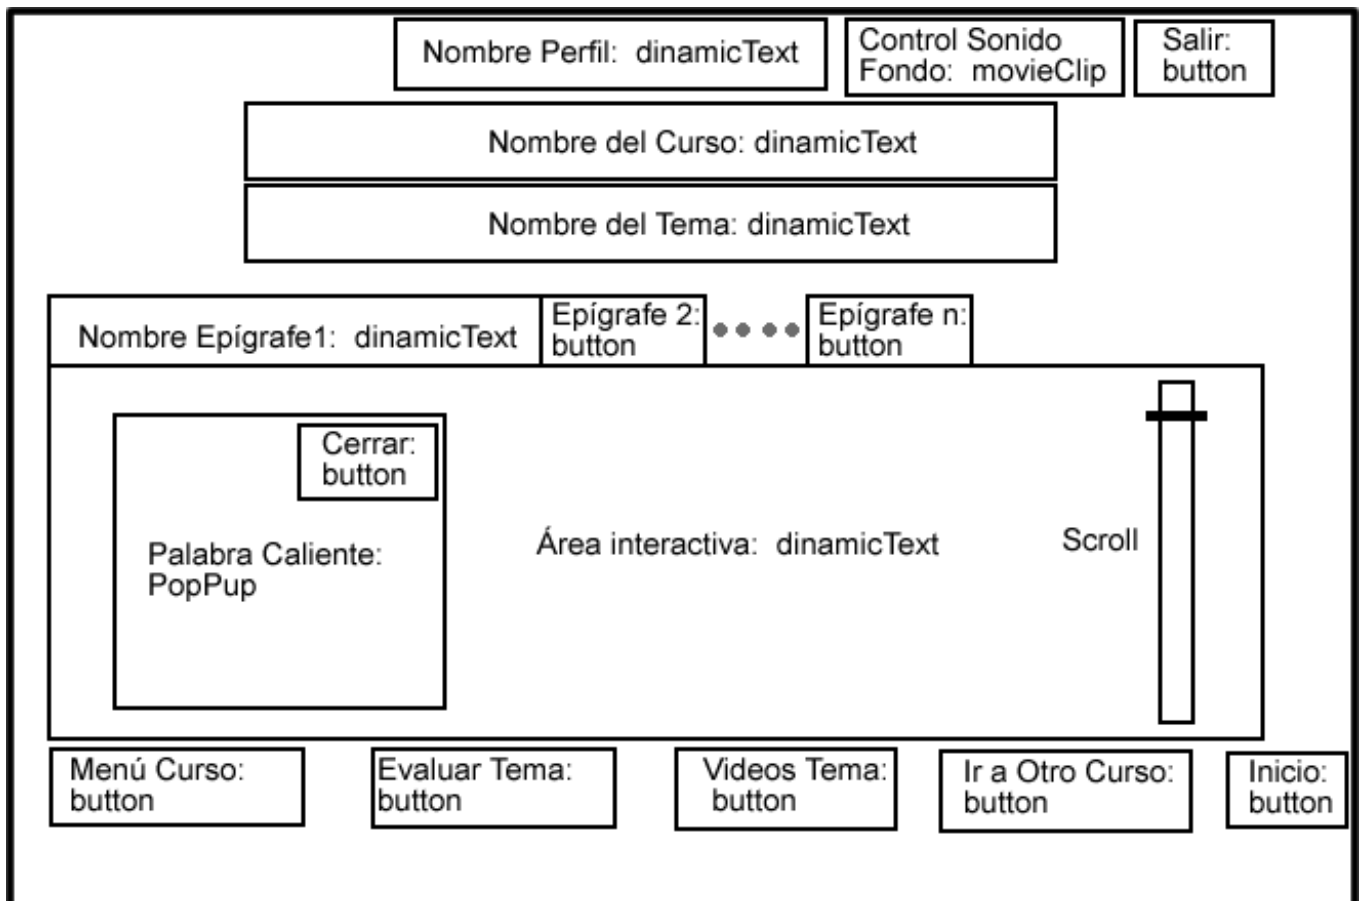 Nombre Perfil: dinamicText
Control Sonido
Fondo: movieClip
Salir:
button
Nombre del Curso: dinamicText
Nombre del Tema: dinamicText
Nombre Epígrafe1: dinamicText
Epígrafe 2:
button
Epígrafe n:
button
Cerrar:
button
Palabra Caliente:
PopPup
Área interactiva: dinamicText
Scroll
Menú Curso:
button
Evaluar Tema:
button
Videos Tema:
button
Ir a Otro Curso:
button
Inicio:
button